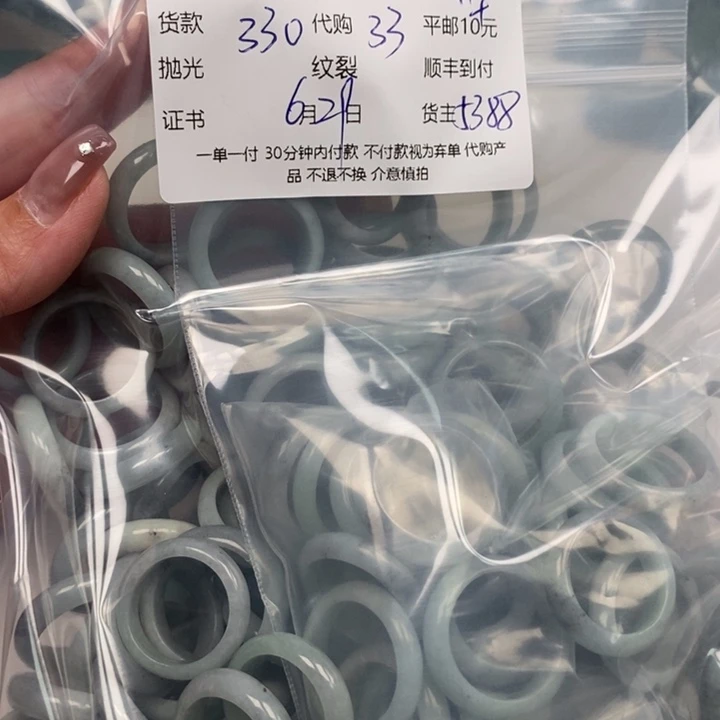 货款 330 代购 33 平邮10元
抛光 纹裂 顺丰到付
证书 6月29日 货主5388
一单一付 30分钟内付款 不付款视为弃单 代购产
品 不退不换 介意慎拍